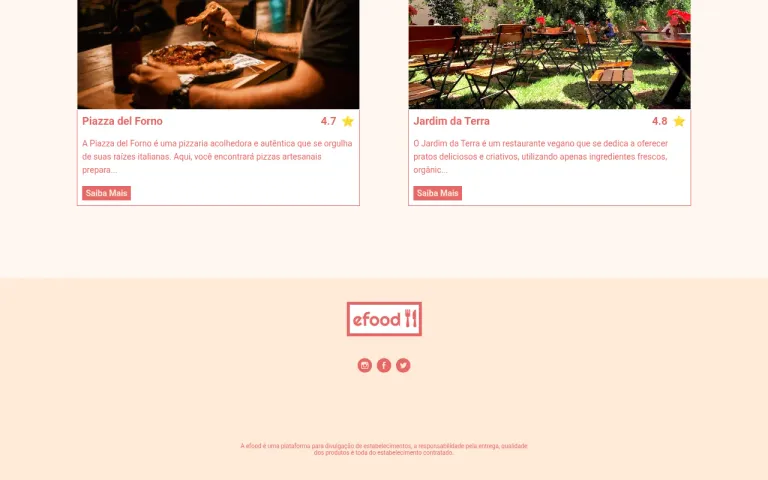 Piazza del Forno
4.7
A Piazza del Forno é uma pizzaria acolhedora e autêntica que se orgulha
de suas raízes italianas. Aqui, você encontrará pizzas artesanais
prepara...
Saiba Mais
Jardim da Terra
4.8
O Jardim da Terra é um restaurante vegano que se dedica a oferecer
pratos deliciosos e criativos, utilizando apenas ingredientes frescos,
orgânic...
Saiba Mais
efood
A efood é uma plataforma para divulgação de estabelecimentos, a responsabilidade pela entrega, qualidade
dos produtos é toda do estabelecimento contratado.